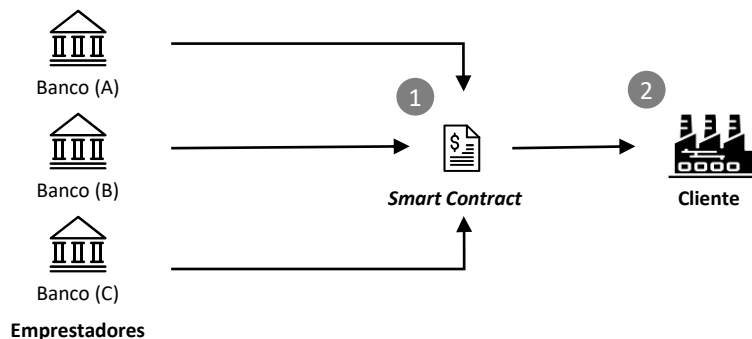 Banco (A)
1
2
$
Banco (B)
Smart Contract
Cliente
Banco (C)
Emprestadores